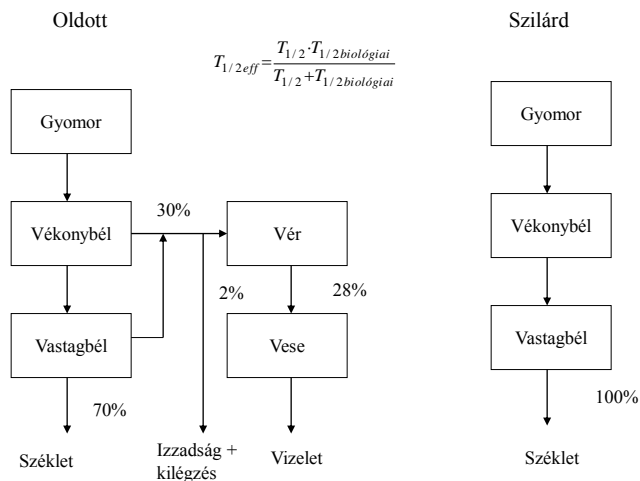 Oldott
Szilárd
T1/2eff = T1/2·T1/2biológiai / T1/2+T1/2biológiai
Gyomor
Vékonybél
Vastagbél
30%
Vér
2%
28%
Vese
70%
Széklet
Izzadság +
kilégzés
Vizelet
Gyomor
Vékonybél
Vastagbél
100%
Széklet